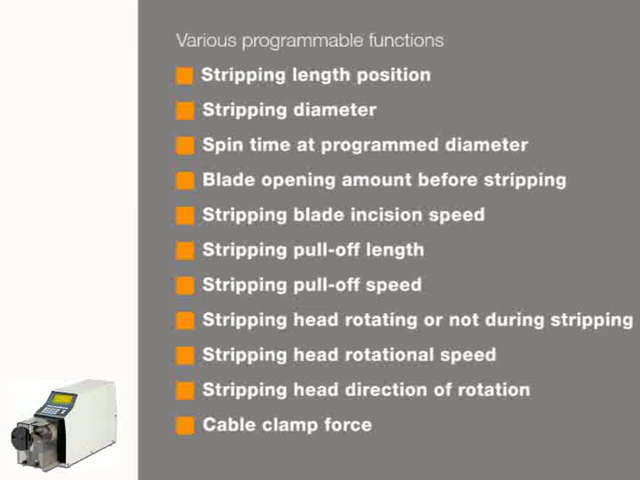 Various programmable functions
Stripping length position
Stripping diameter
Spin time at programmed diameter
Blade opening amount before stripping
Stripping blade incision speed
Stripping pull-off length
Stripping pull-off speed
Stripping head rotating or not during stripping
Stripping head rotational speed
Stripping head direction of rotation
Cable clamp force